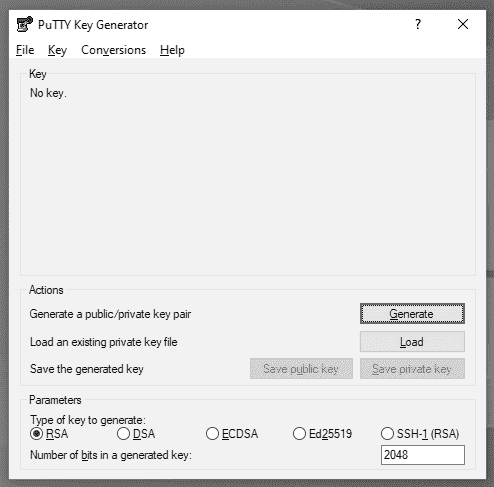 PuTTY Key Generator ? ×
File Key Conversions Help
Key
No key.
Actions
Generate a public/private key pair Generate
Load an existing private key file Load
Save the generated key Save public key Save private key
Parameters
Type of key to generate:
RSA DSA ECDSA Ed25519 SSH-1 (RSA)
Number of bits in a generated key: 2048